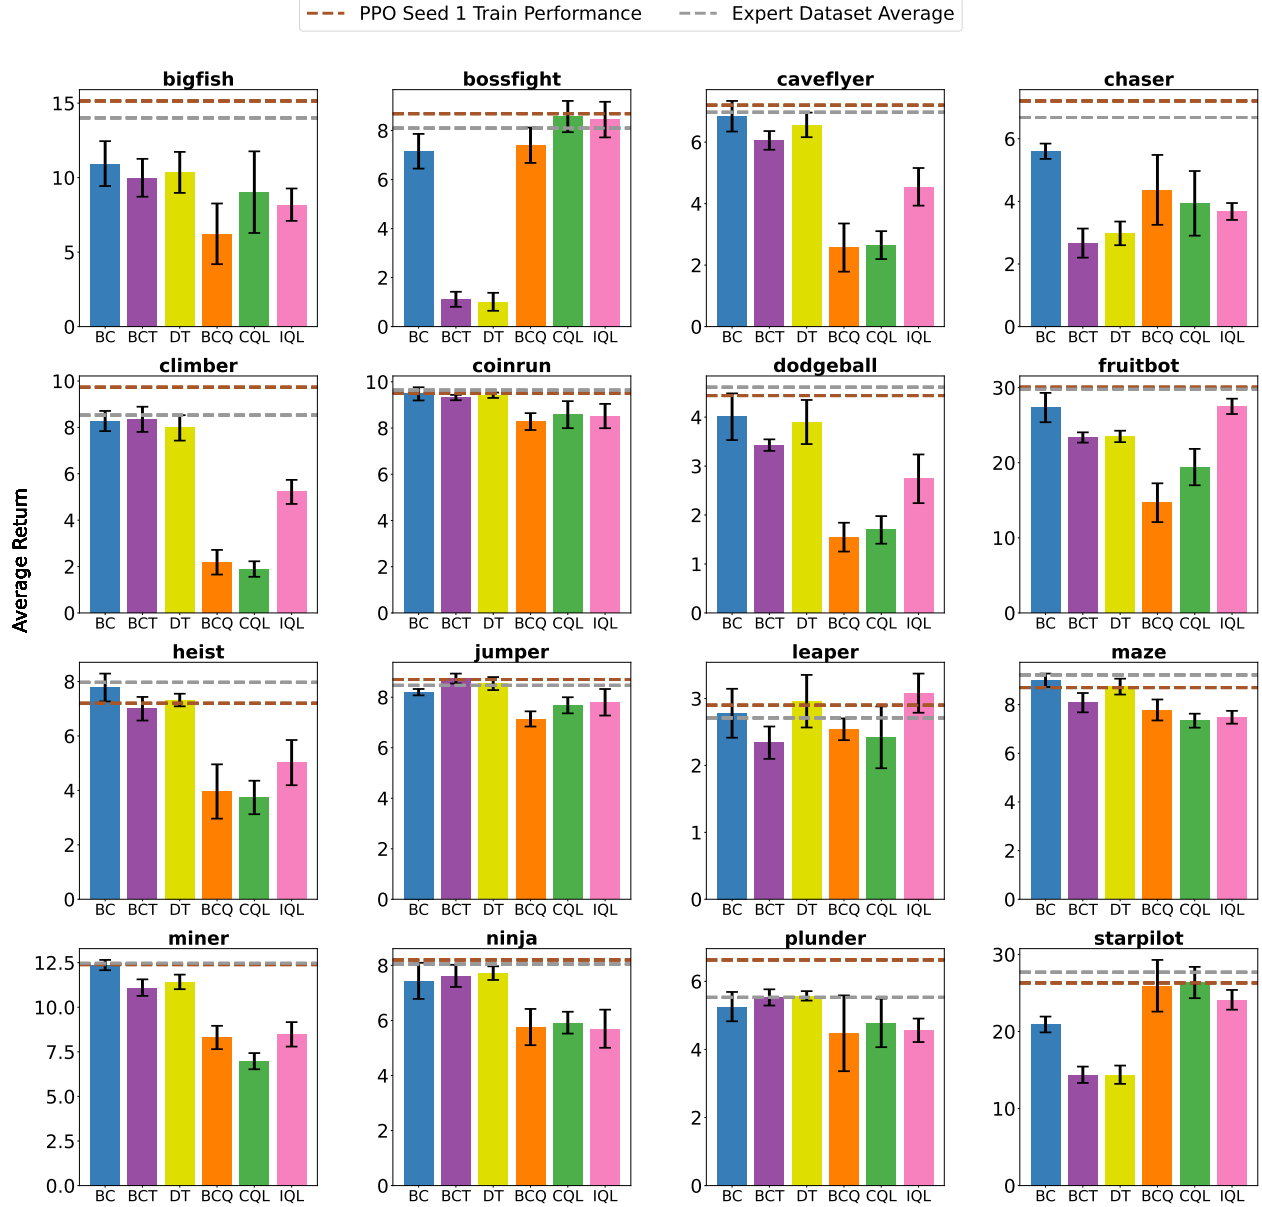 PPO Seed 1 Train Performance Expert Dataset Average
Average Return
bigfish
15
10
5
0
BC BCT DT BCQ CQL IQL
bossfight
8
6
4
2
0
BC BCT DT BCQ CQL IQL
caveflyer
6
4
2
0
BC BCT DT BCQ CQL IQL
chaser
6
4
2
0
BC BCT DT BCQ CQL IQL
climber
10
8
6
4
2
0
BC BCT DT BCQ CQL IQL
coinrun
10
8
6
4
2
0
BC BCT DT BCQ CQL IQL
dodgeball
4
3
2
1
0
BC BCT DT BCQ CQL IQL
fruitbot
30
20
10
0
BC BCT DT BCQ CQL IQL
heist
8
6
4
2
0
BC BCT DT BCQ CQL IQL
jumper
8
6
4
2
0
BC BCT DT BCQ CQL IQL
leaper
3
2
1
0
BC BCT DT BCQ CQL IQL
maze
8
6
4
2
0
BC BCT DT BCQ CQL IQL
miner
12.5
10.0
7.5
5.0
2.5
0.0
BC BCT DT BCQ CQL IQL
ninja
8
6
4
2
0
BC BCT DT BCQ CQL IQL
plunder
6
4
2
0
BC BCT DT BCQ CQL IQL
starpilot
30
20
10
0
BC BCT DT BCQ CQL IQL